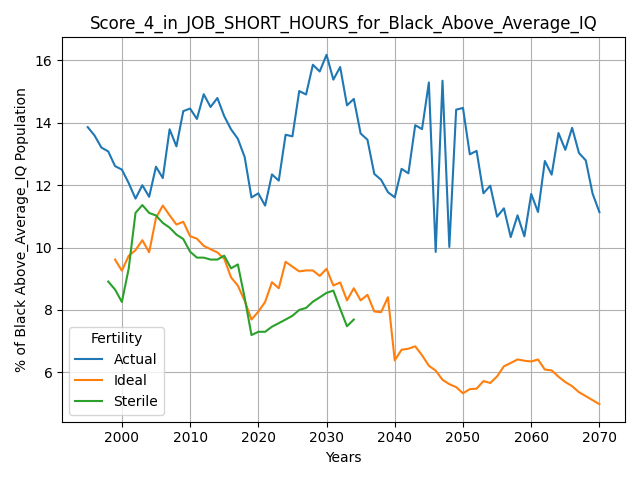 Score_4_in_JOB_SHORT_HOURS_for_Black_Above_Average_IQ
% of Black Above_Average_IQ Population
16
14
12
10
8
6
Fertility
Actual
Ideal
Sterile
2000 2010 2020 2030 2040 2050 2060 2070
Years